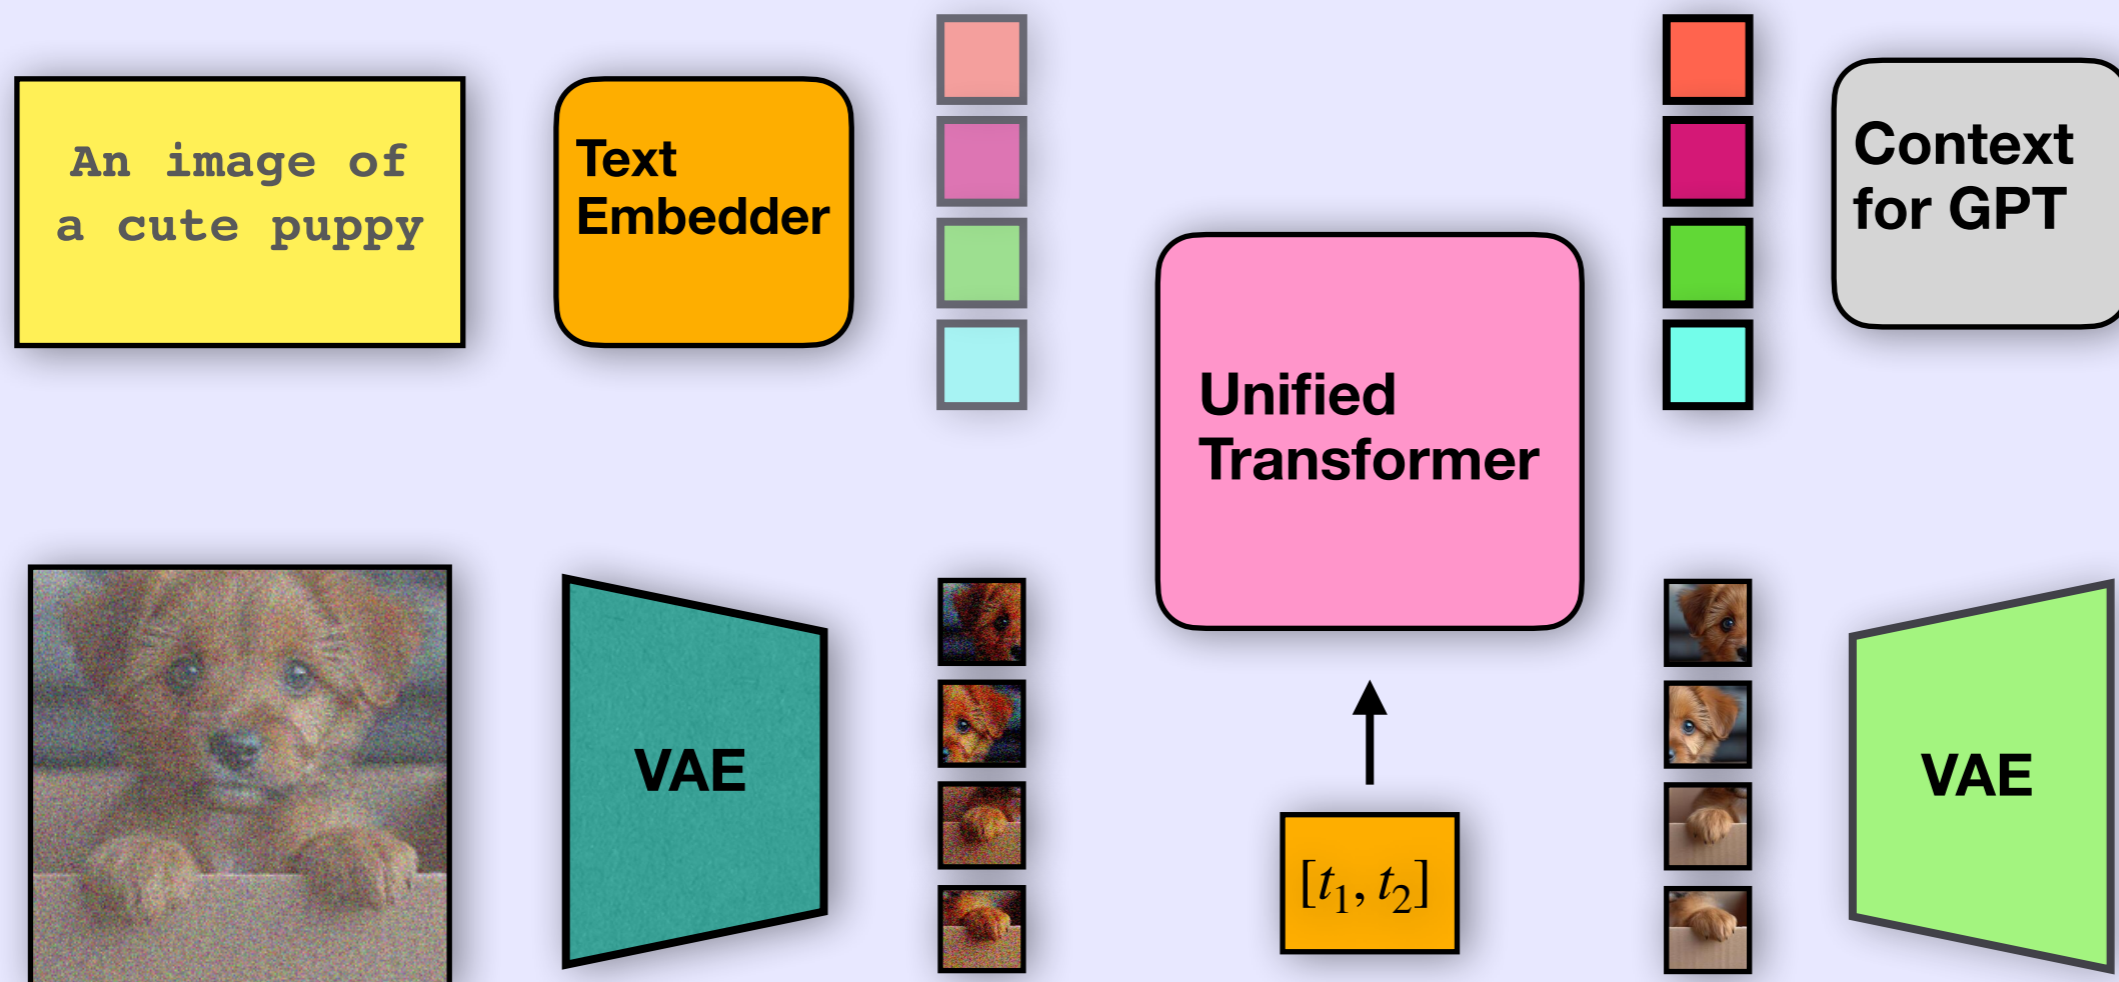 An image of
a cute puppy
Text
Embedder
Unified
Transformer
Context
for GPT
VAE
[t₁, t₂]
VAE